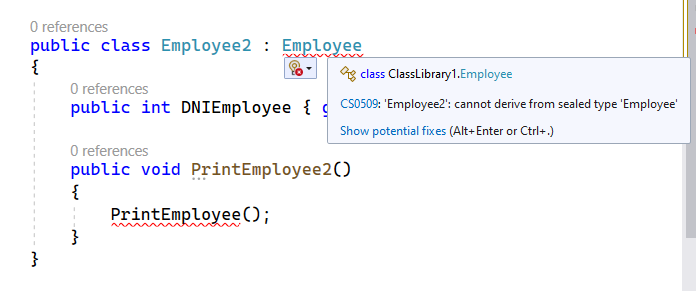 0 references
public class Employee2 : Employee
{
class ClassLibrary1.Employee
0 references
CS0509: 'Employee2': cannot derive from sealed type 'Employee'
public int DNIEmployee {
Show potential fixes (Alt+Enter or Ctrl+.)
0 references
public void PrintEmployee2()
{
PrintEmployee();
}
}